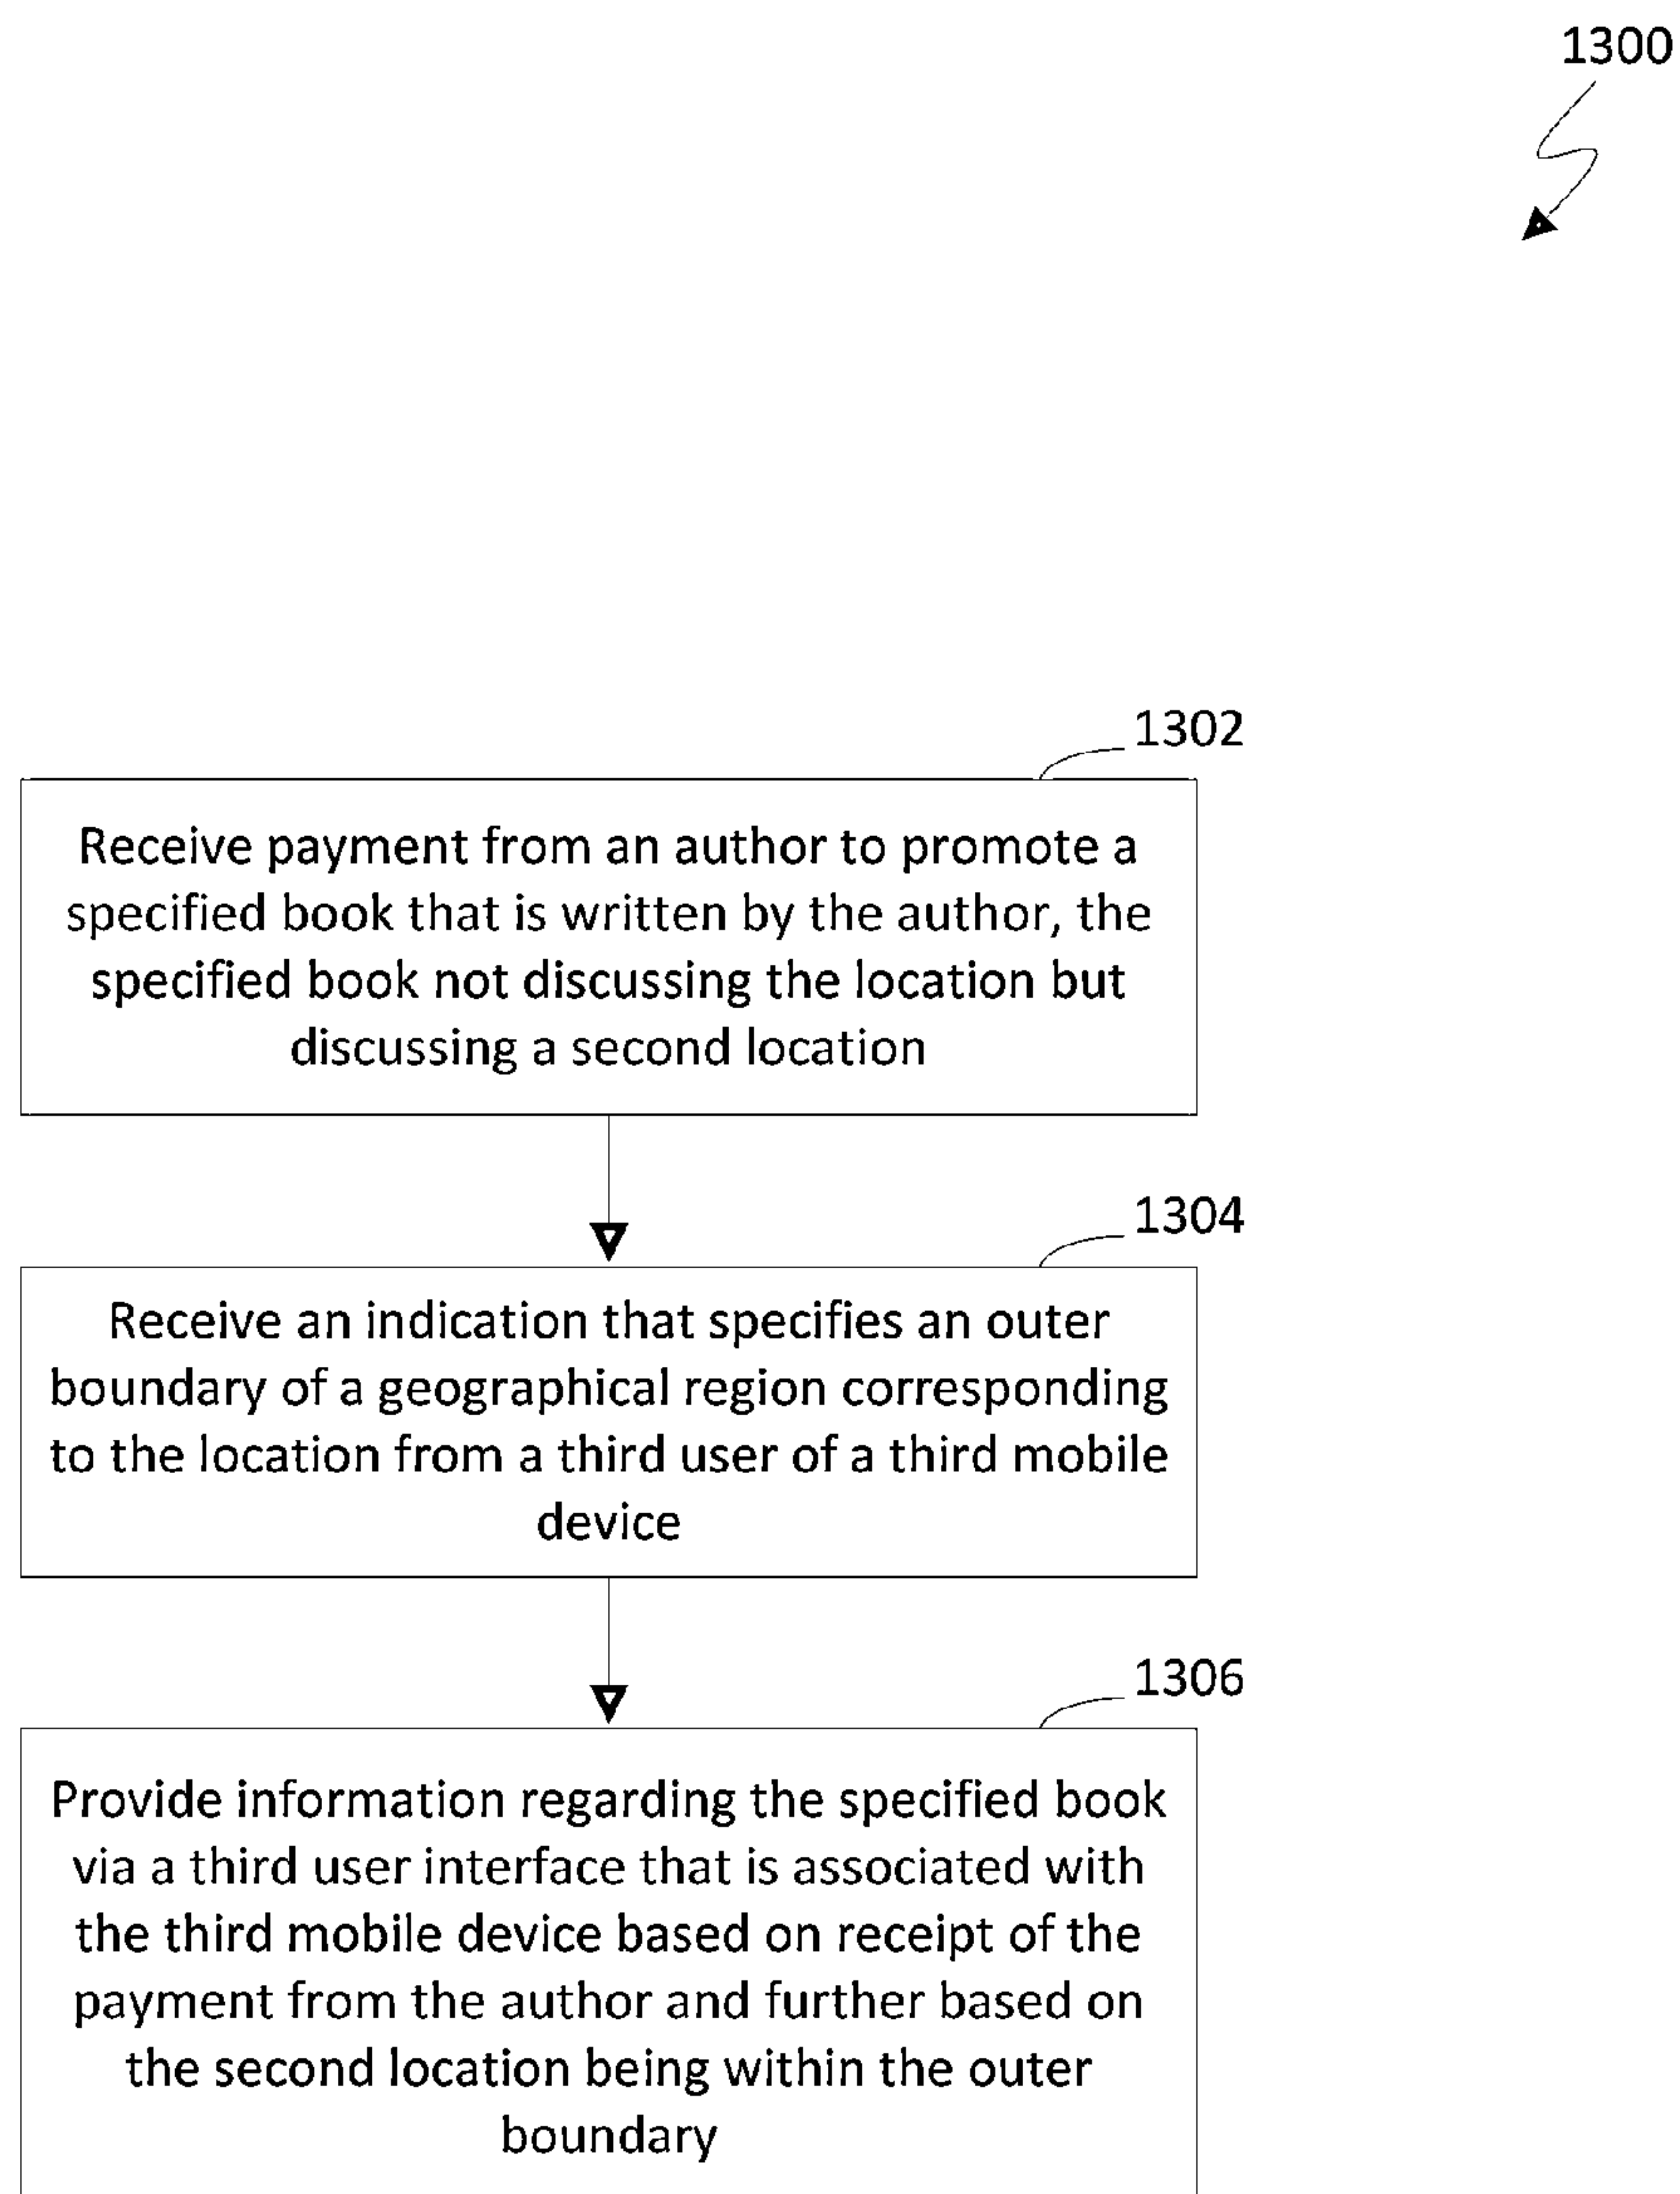 1300
1302
Receive payment from an author to promote a
specified book that is written by the author, the
specified book not discussing the location but
discussing a second location
1304
Receive an indication that specifies an outer
boundary of a geographical region corresponding
to the location from a third user of a third mobile
device
1306
Provide information regarding the specified book
via a third user interface that is associated with
the third mobile device based on receipt of the
payment from the author and further based on
the second location being within the outer
boundary